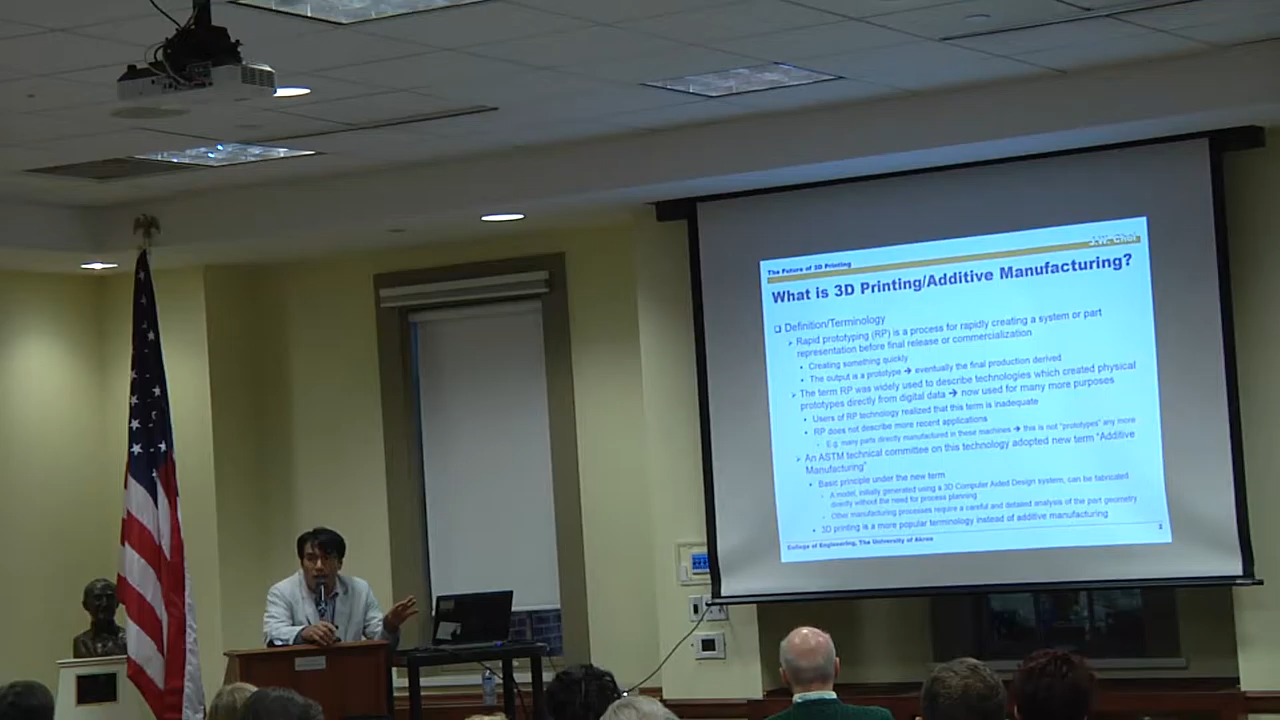 The Future of 3D Printing
J.W. Choi
What is 3D Printing/Additive Manufacturing?
Definition/Terminology
Rapid prototyping (RP) is a process for rapidly creating a system or part
representation before final release or commercialization
Creating something quickly
The output is a prototype → eventually the final production derived
The term RP was widely used to describe technologies which created physical
prototypes directly from digital data → now used for many more purposes
Users of RP technology realized that this term is inadequate
RP does not describe more recent applications
E.g. many parts directly manufactured in these machines → this is not "prototypes" any more
An ASTM technical committee on this technology adopted new term "Additive
Manufacturing"
Basic principle under the new term
A model, initially generated using a 3D Computer Aided Design system, can be fabricated
directly without the need for process planning
Other manufacturing processes require a careful and detailed analysis of the part geometry
3D printing is a more popular terminology instead of additive manufacturing
College of Engineering, The University of Akron